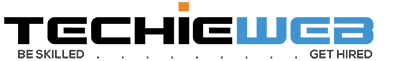 TECHIEWEB
BE SKILLED . . . . . . . . . GET HIRED